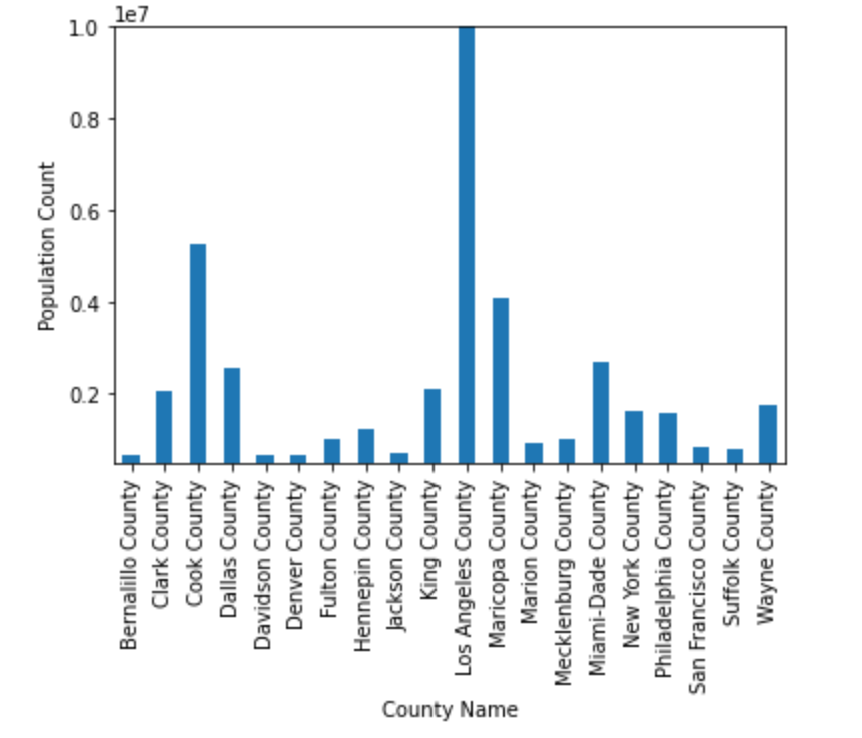 1e7
1.0
0.8
0.6
0.4
0.2
Population Count
Bernalillo County
Clark County
Cook County
Dallas County
Davidson County
Denver County
Fulton County
Hennepin County
Jackson County
King County
Los Angeles County
Maricopa County
Marion County
Mecklenburg County
Miami-Dade County
New York County
Philadelphia County
San Francisco County
Suffolk County
Wayne County
County Name